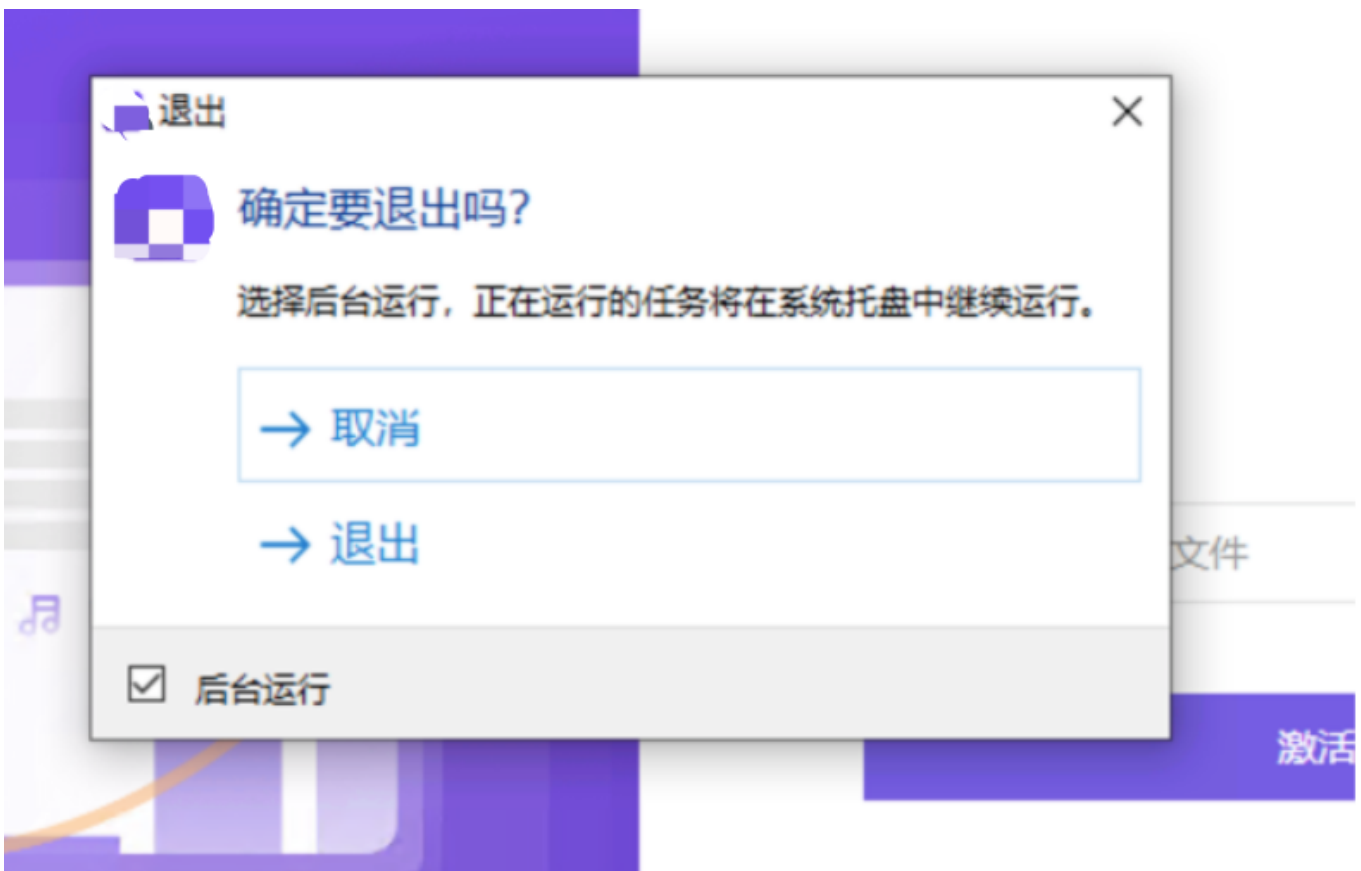 退出
确定要退出吗?
选择后台运行，正在运行的任务将在系统托盘中继续运行。
取消
退出
文件
后台运行
激活